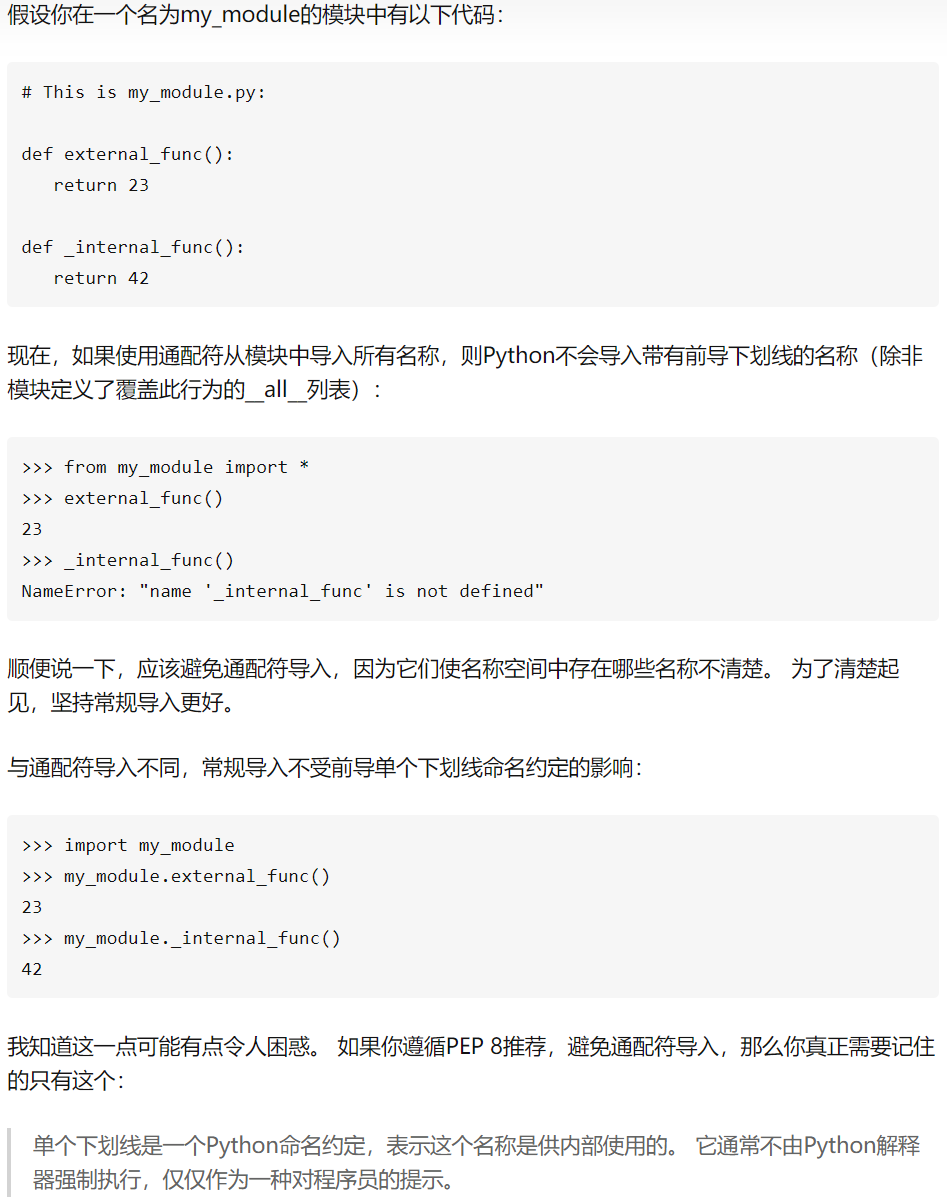 假设你在一个名为my_module的模块中有以下代码：
# This is my_module.py:
def external_func():
   return 23
def _internal_func():
   return 42
现在，如果使用通配符从模块中导入所有名称，则Python不会导入带有前导下划线的名称（除非
模块定义了覆盖此行为的__all__列表）：
>>> from my_module import *
>>> external_func()
23
>>> _internal_func()
NameError: "name '_internal_func' is not defined"
顺便说一下，应该避免通配符导入，因为它们使名称空间中存在哪些名称不清楚。 为了清楚起
见，坚持常规导入更好。
与通配符导入不同，常规导入不受前导单个下划线命名约定的影响：
>>> import my_module
>>> my_module.external_func()
23
>>> my_module._internal_func()
42
我知道这一点可能有点令人困惑。 如果你遵循PEP 8推荐，避免通配符导入，那么你真正需要记住
的只有这个：
单个下划线是一个Python命名约定，表示这个名称是供内部使用的。 它通常不由Python解释
器强制执行，仅仅作为一种对程序员的提示。